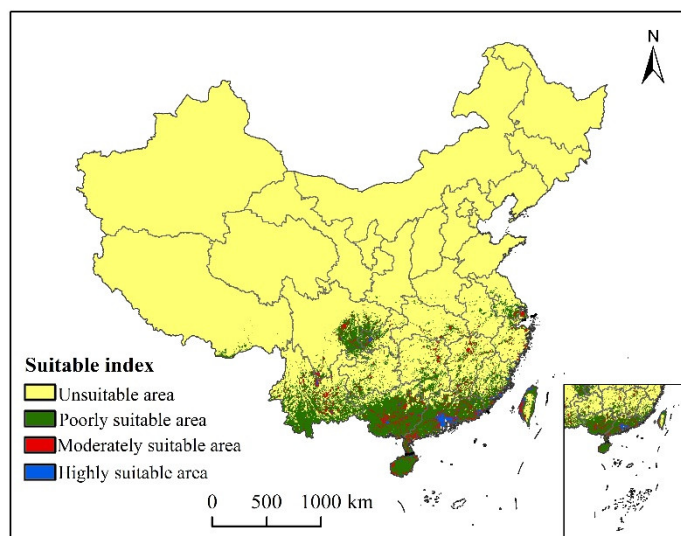 N
Suitable index
Unsuitable area
Poorly suitable area
Moderately suitable area
Highly suitable area
0 500 1000 km